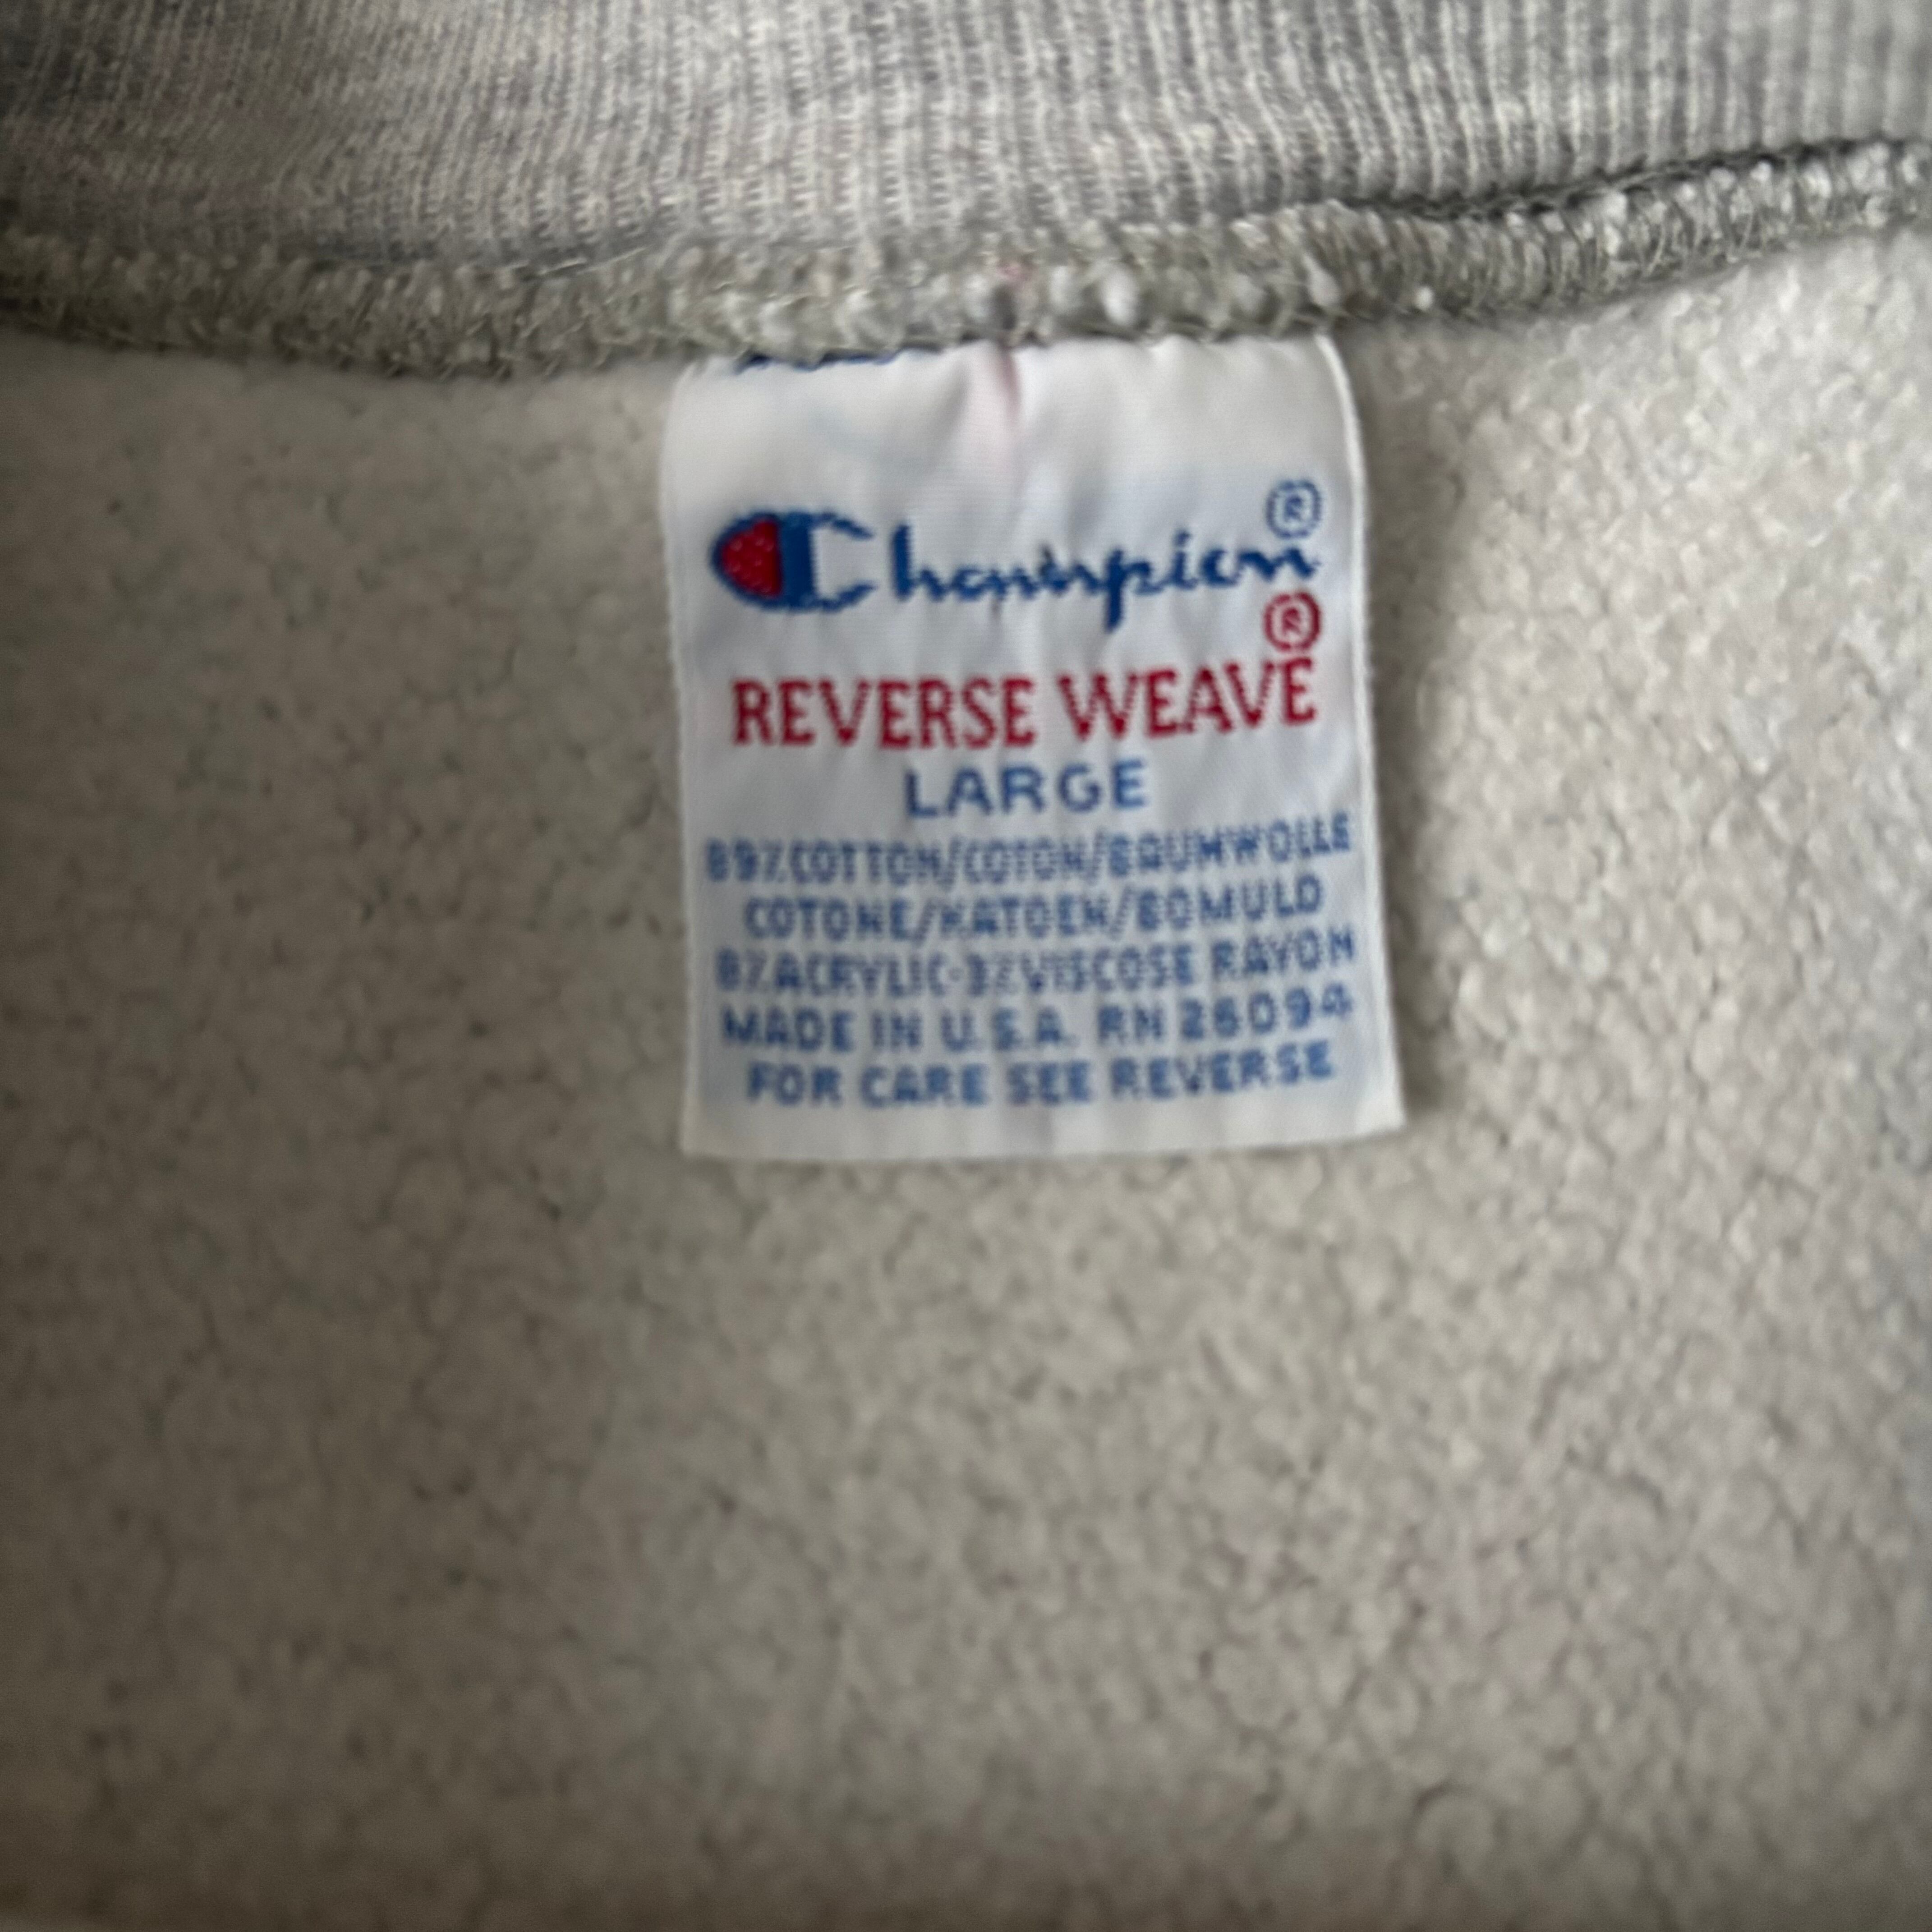 Champion®
REVERSE WEAVE®
LARGE
89% COTTON/COTON/BAUMWOLLE
COTONE/KATOEN/BOMULD
8% ACRYLIC-3% VISCOSE RAYON
MADE IN U.S.A. RN 26094
FOR CARE SEE REVERSE